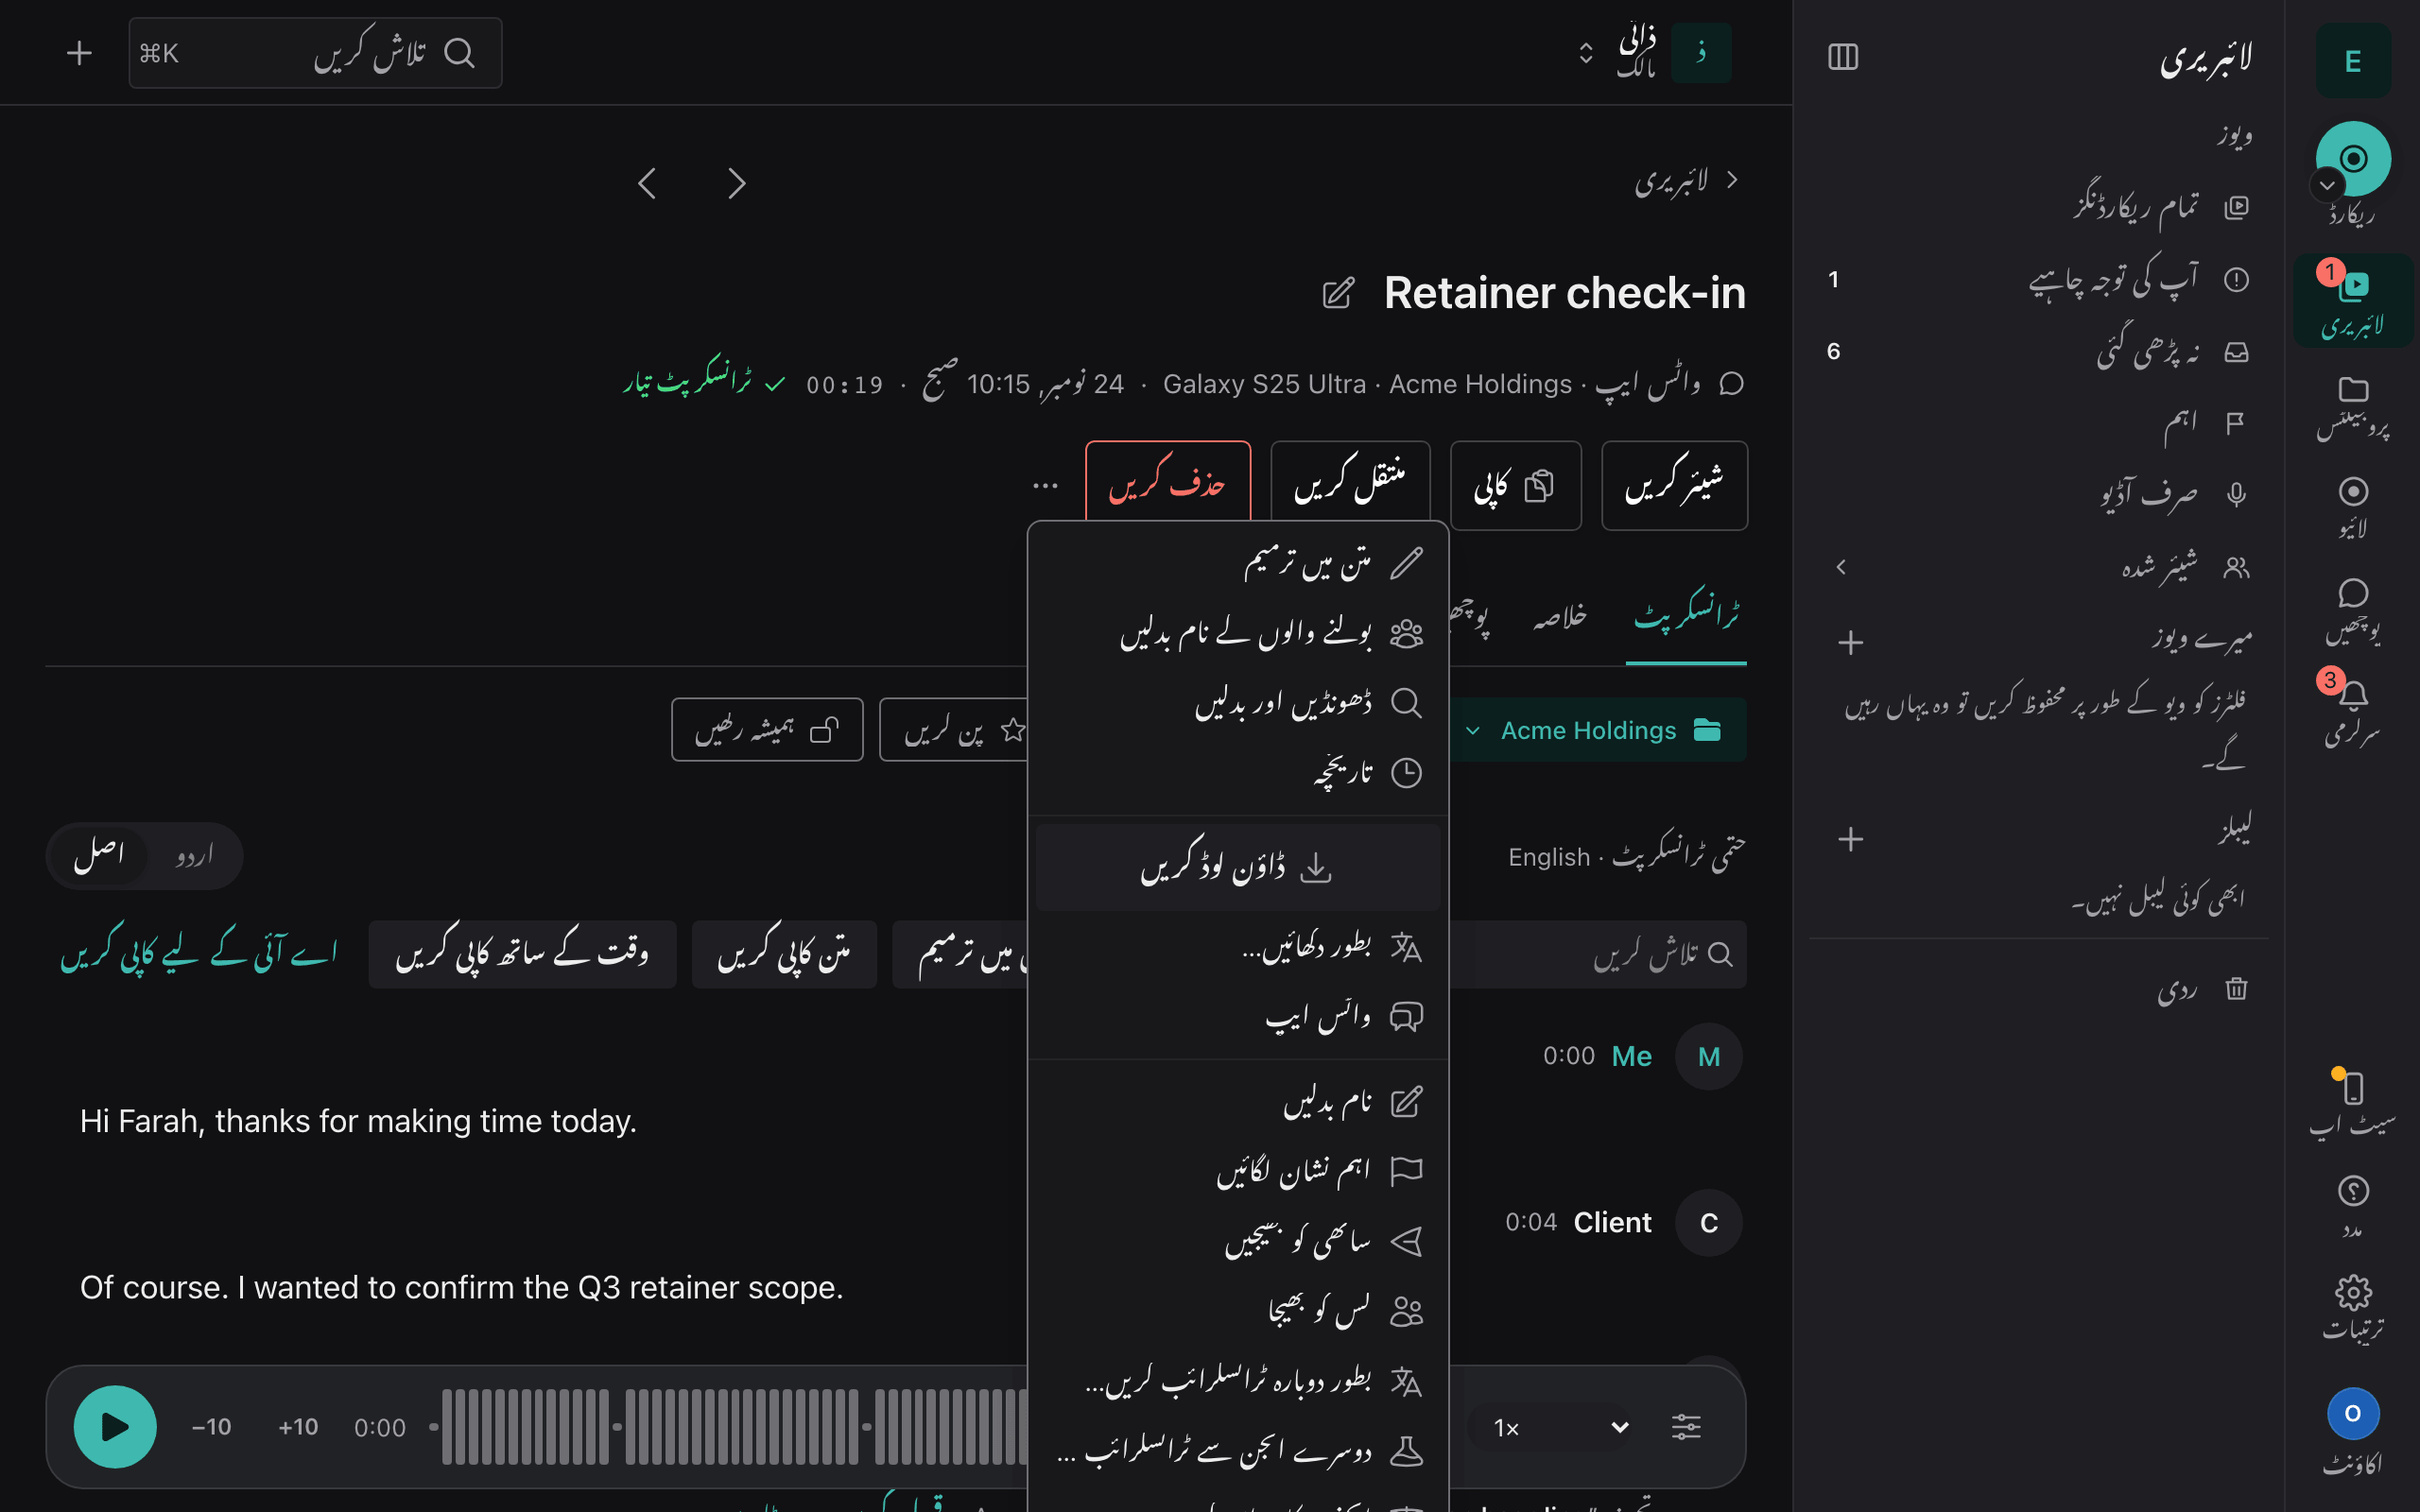 E
ریکارڈ
1
لائبریری
پروجیکٹس
لائیو
پوچھیں
3
سرگرمی
سیٹ اپ
مدد
ترتیبات
O
اکاؤنٹ
لائبریری
ویوز
تمام ریکارڈنگز
آپ کی توجہ چاہیے 1
نہ پڑھی گئی 6
اہم
صرف آڈیو
شیئر شدہ
میرے ویوز
فلٹرز کو ویو کے طور پر محفوظ کریں تو وہ یہاں رہیں
گے۔
لیبلز
ابھی کوئی لیبل نہیں۔
ردی
ذ
ذاتی
مالک
تلاش کریں ⌘K
لائبریری
Retainer check-in
واٹس ایپ · Galaxy S25 Ultra · Acme Holdings · 24 نومبر, 10:15 صبح · 00:19 ٹرانسکرپٹ تیار
شیئر کریں
کاپی
منتقل کریں
حذف کریں
...
ٹرانسکرپٹ
خلاصہ
Acme Holdings
پن کریں
ہمیشہ رکھیں
حتمی ٹرانسکرپٹ · English
اردو
اصل
تلاش کریں
میں ترمیم
متن کاپی کریں
وقت کے ساتھ کاپی کریں
اے آئی کے لیے کاپی کریں
M Me 0:00
Hi Farah, thanks for making time today.
C Client 0:04
Of course. I wanted to confirm the Q3 retainer scope.
متن میں ترمیم
بولنے والوں کے نام بدلیں
ڈھونڈیں اور بدلیں
تاریخچہ
ڈاؤن لوڈ کریں
بطور دکھائیں...
واٹس ایپ
نام بدلیں
اہم نشان لگائیں
ساتھی کو بھیجیں
کس کو بھیجا
بطور دوبارہ ٹرانسکرائب کریں...
دوسرے انجن سے ٹرانسکرائب ...
−10 +10 0:00
1×